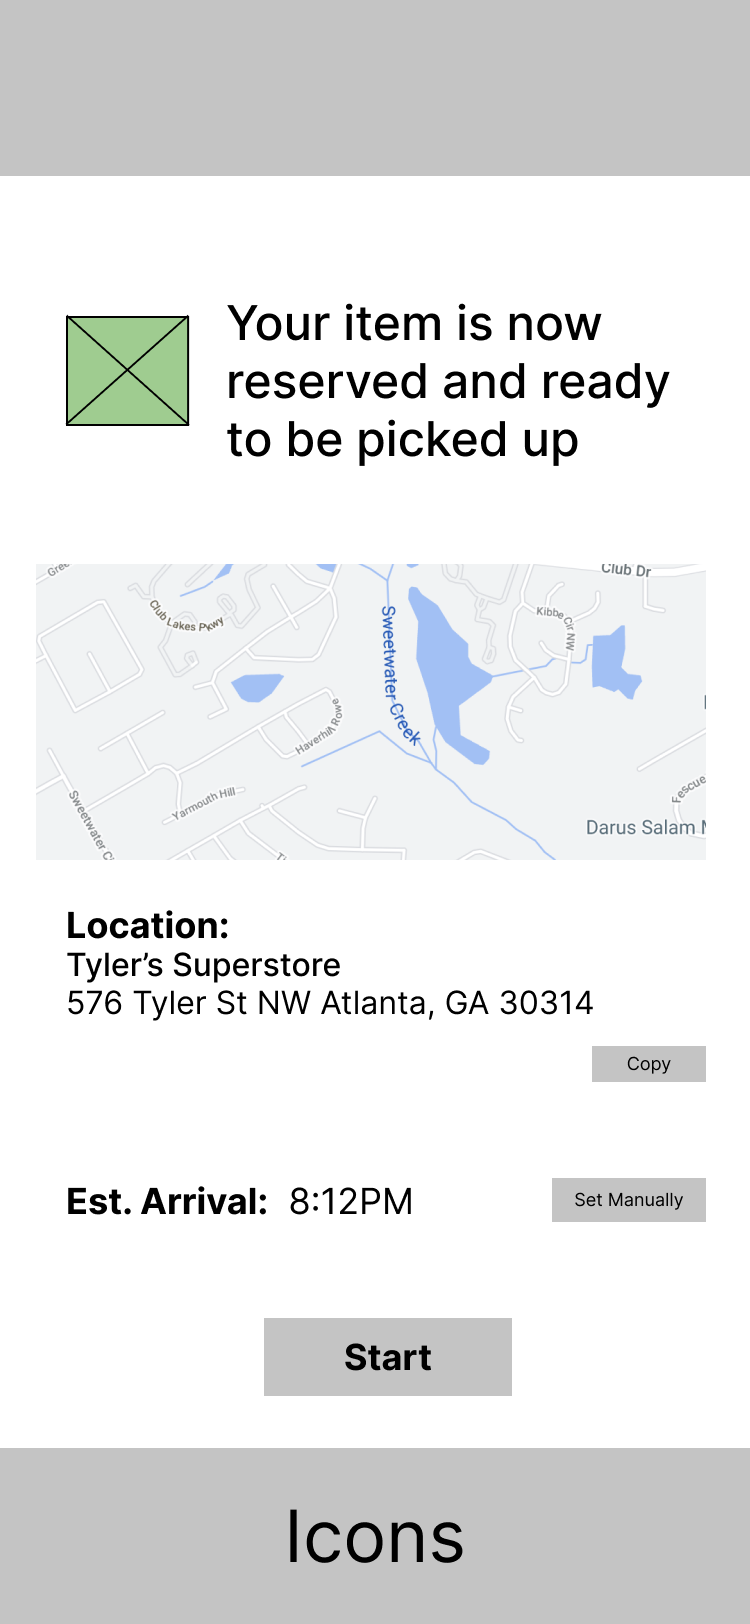 Your item is now
reserved and ready
to be picked up
Club Dr
Club Lakes Pkwy
Kibbe Cir NW
Sweetwater Creek
Haverhill Rowe
Yarmouth Hill
Fescue
Sweetwater Ci
Darus Salam M
Location:
Tyler’s Superstore
576 Tyler St NW Atlanta, GA 30314
Copy
Est. Arrival: 8:12PM
Set Manually
Start
Icons